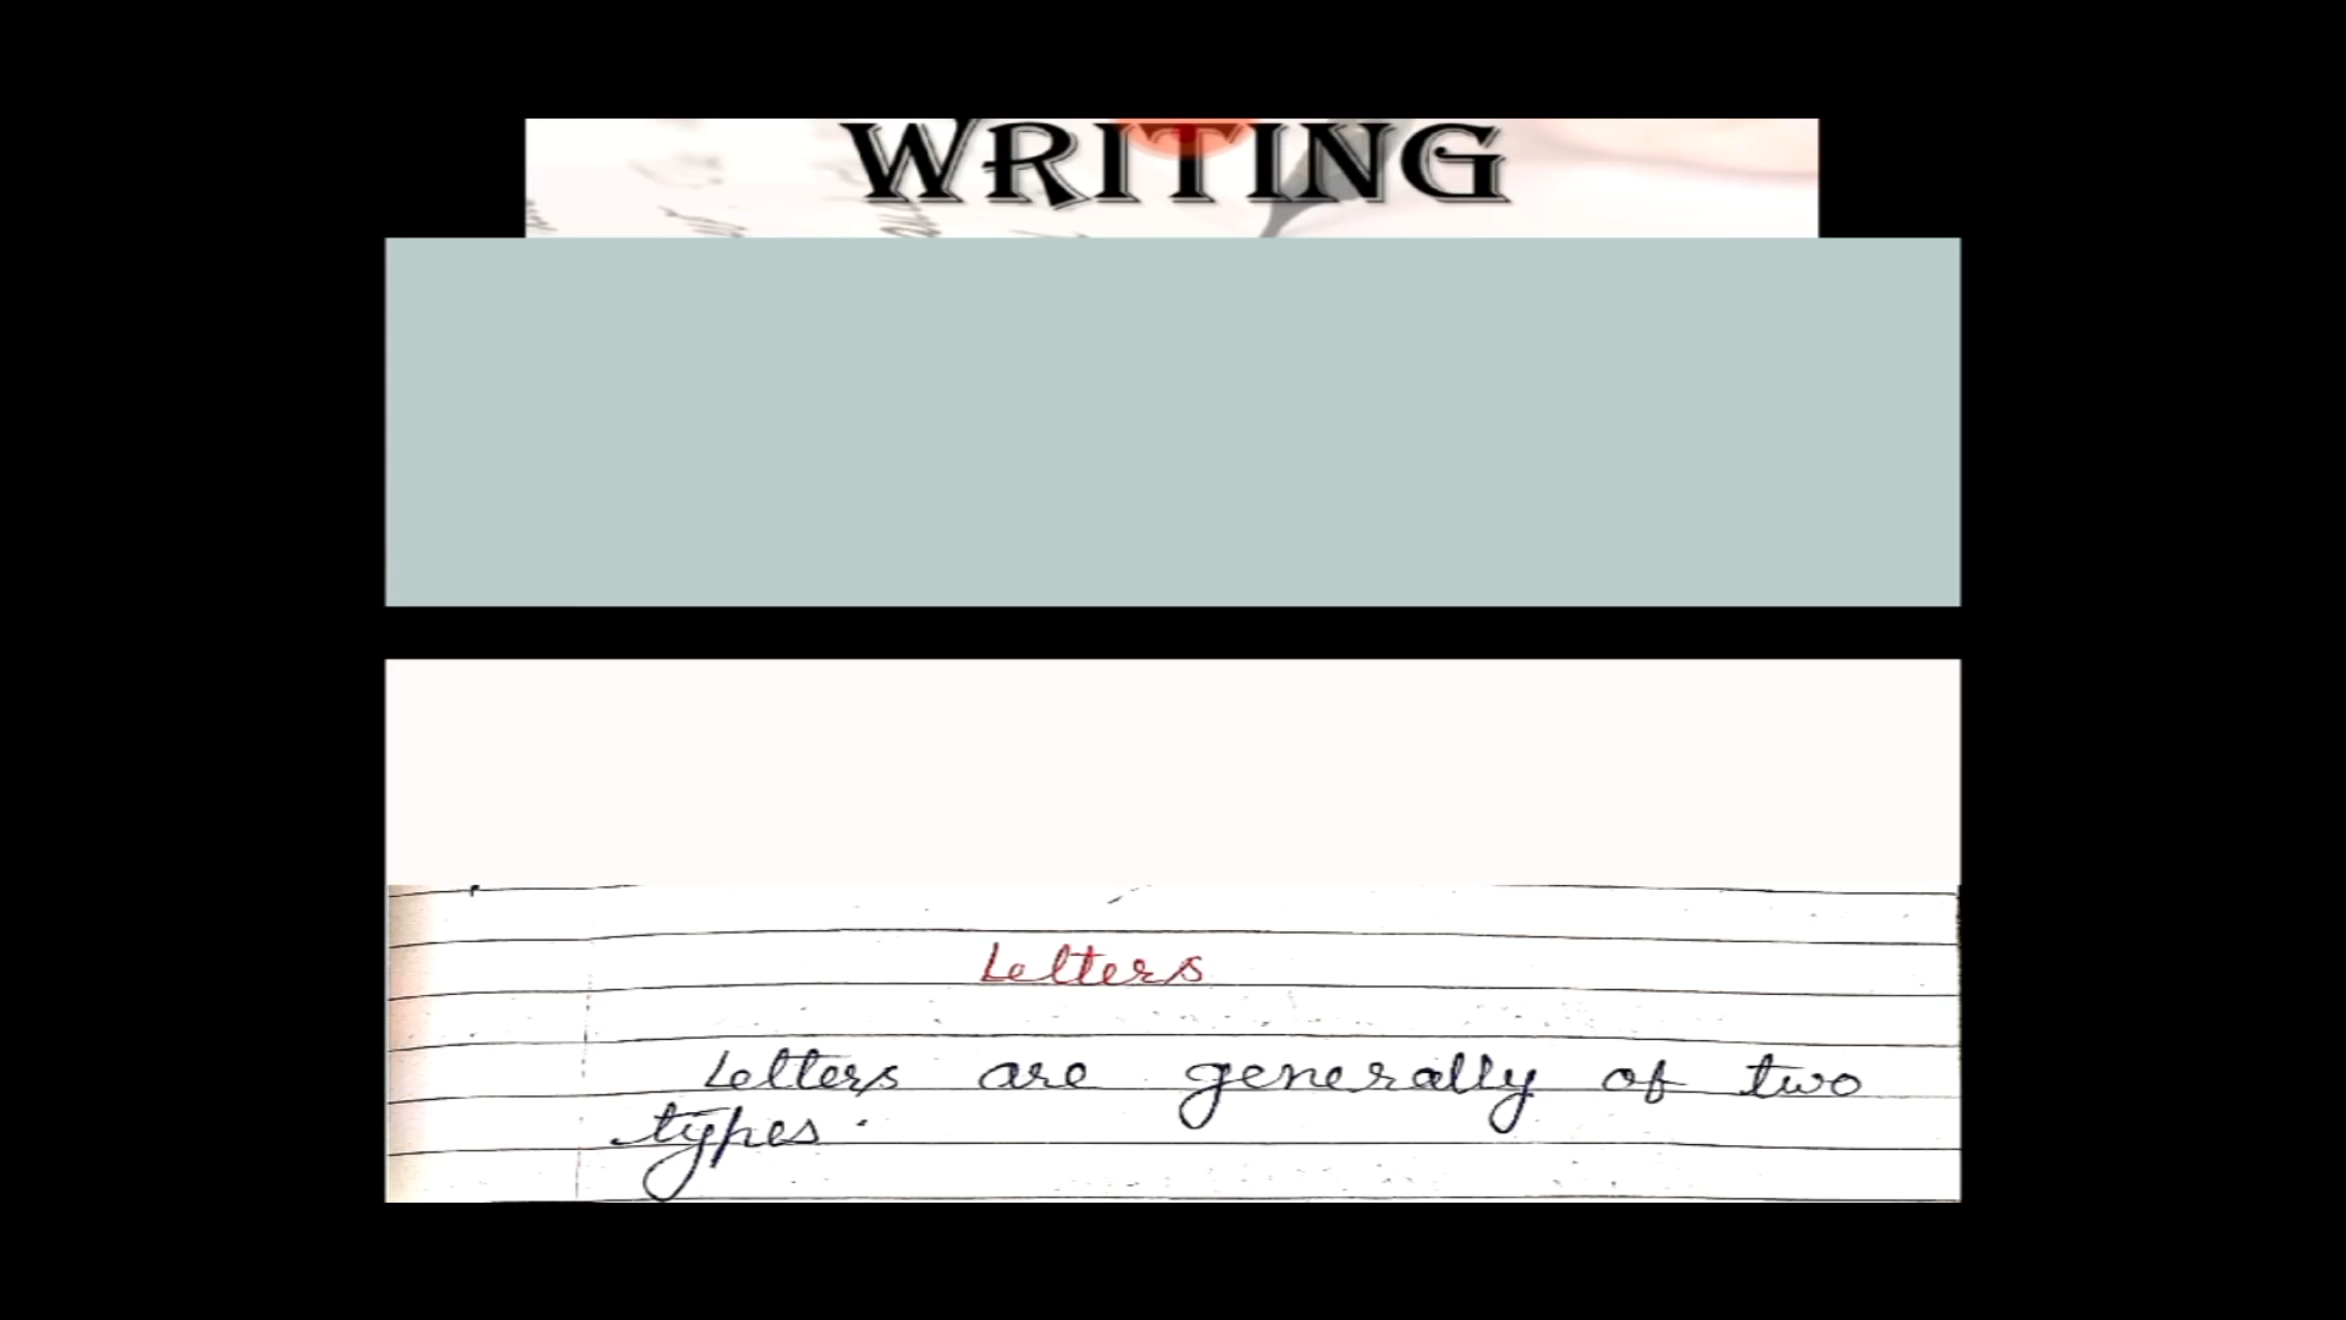 WRITING
Letters
Letters are generally of two
types.